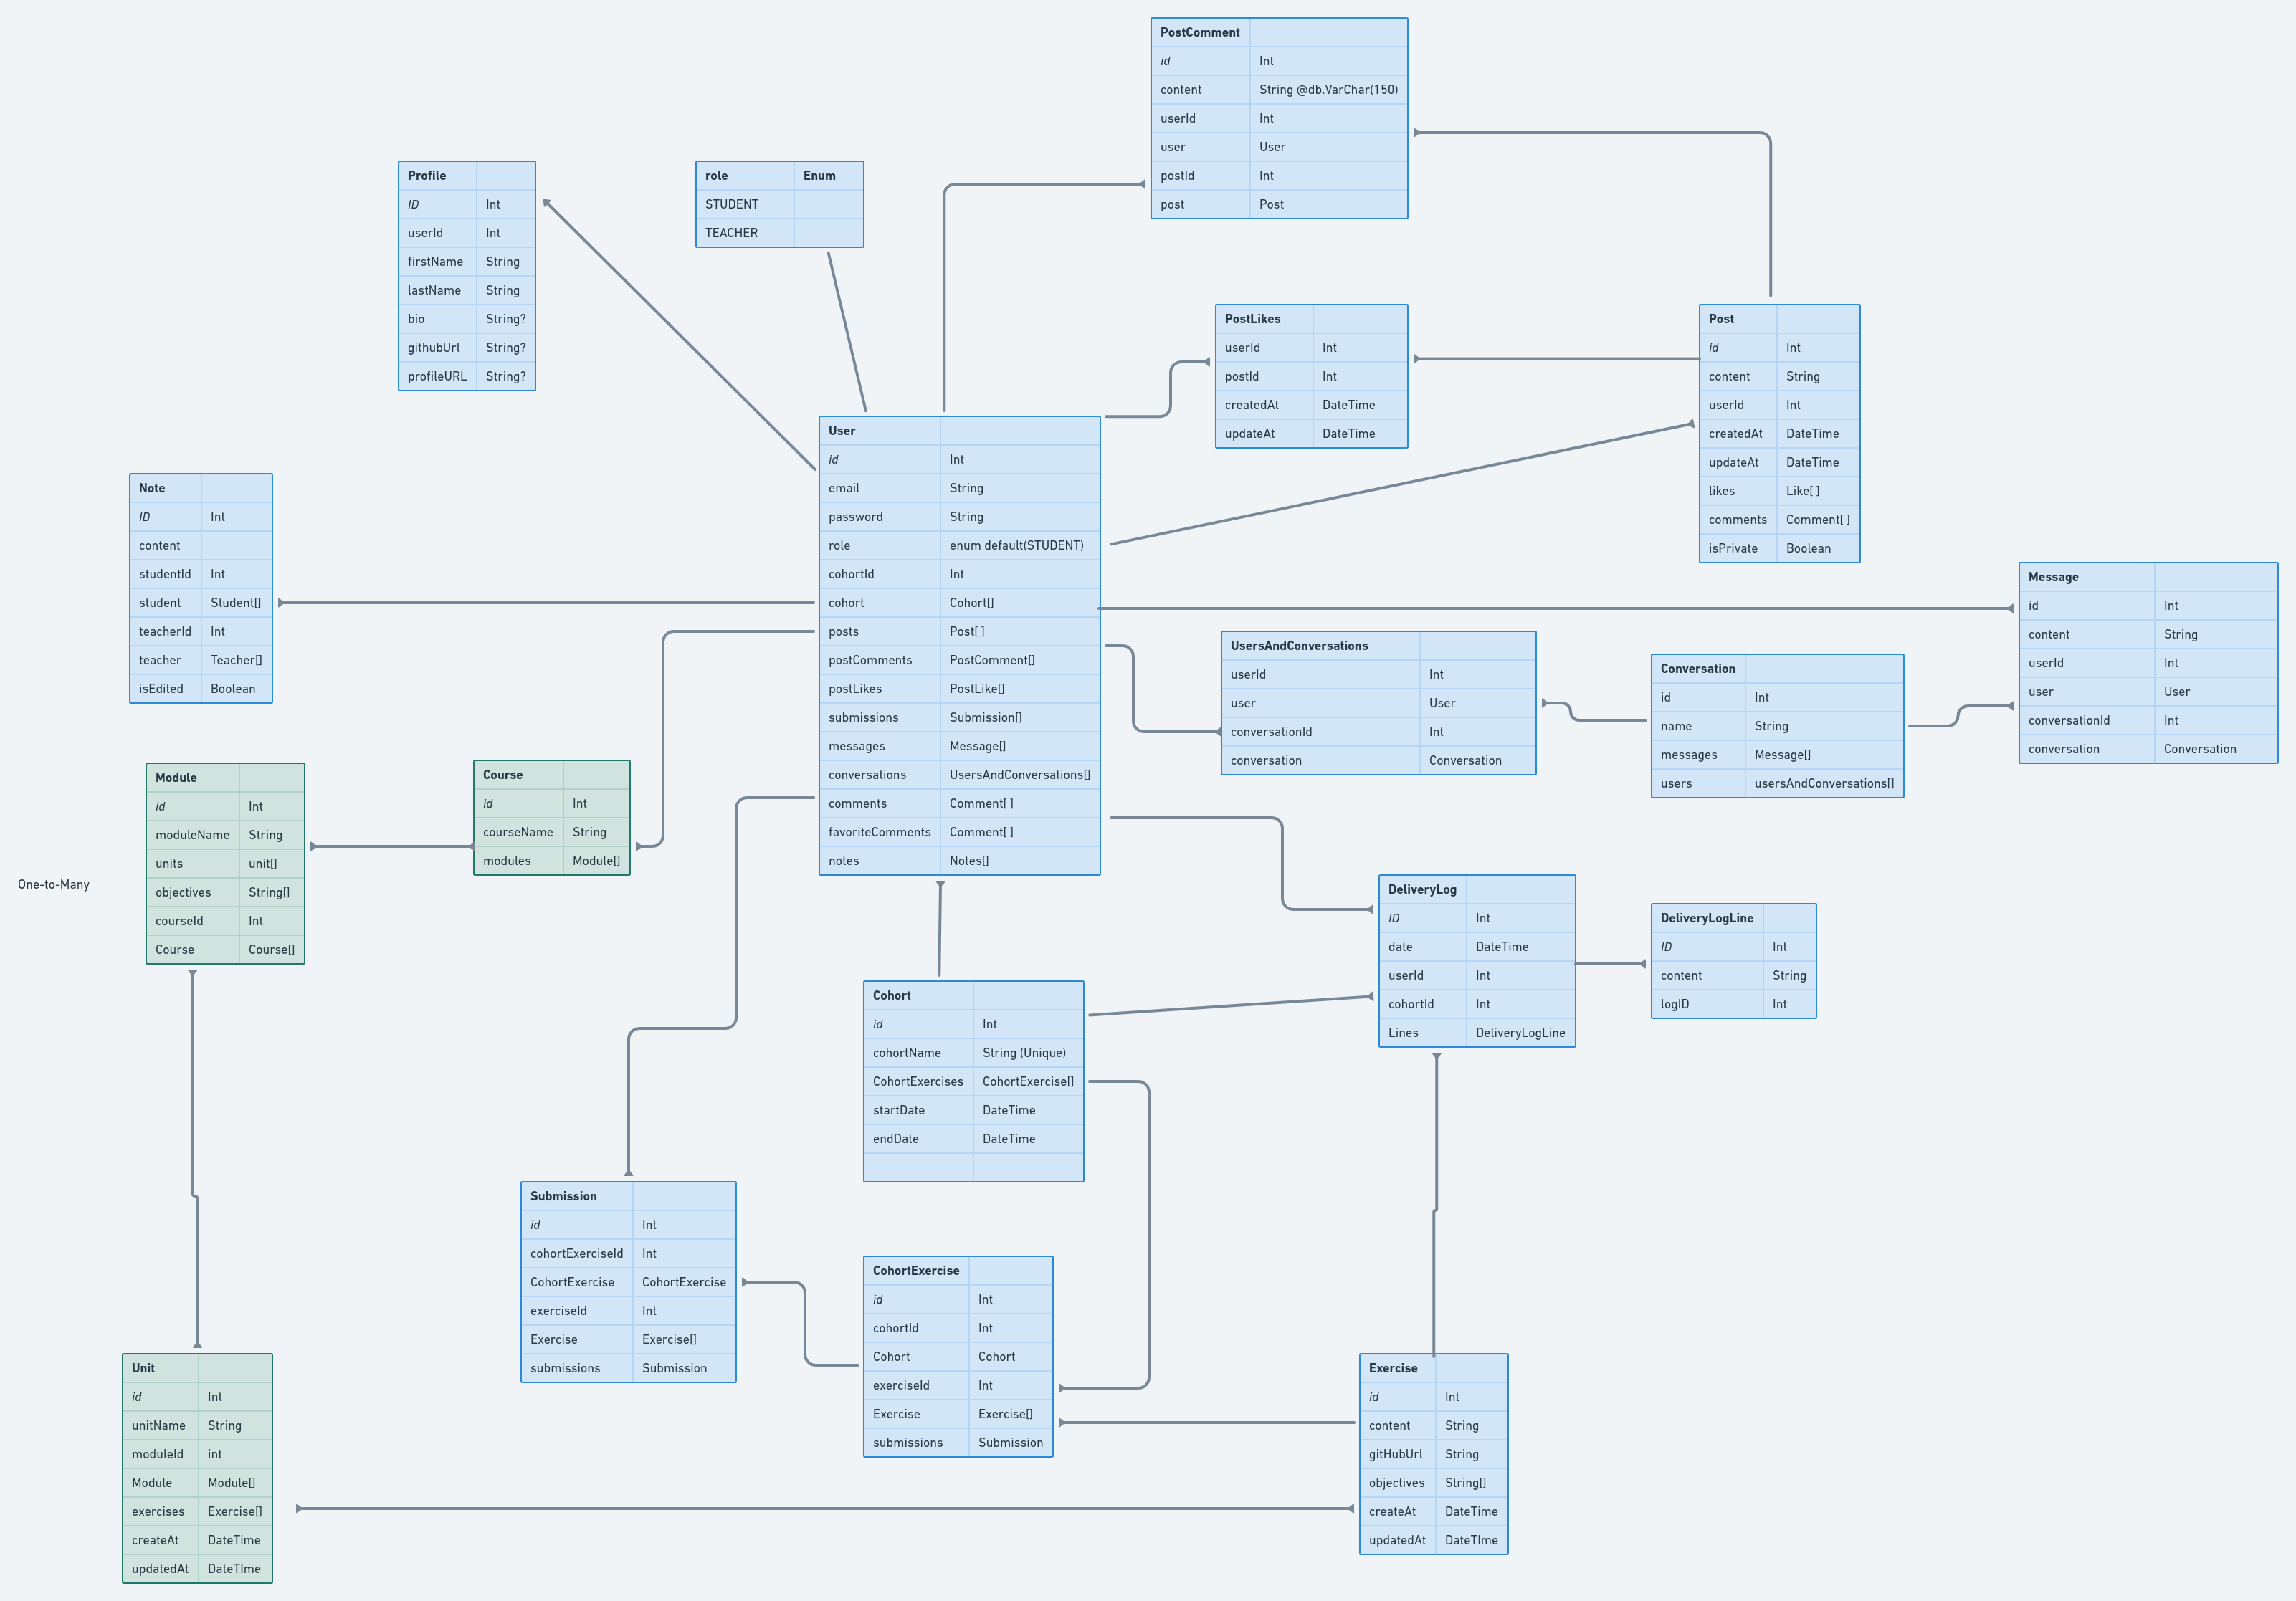 PostComment
id Int
content String @db.VarChar(150)
userId Int
user User
postId Int
post Post
Profile
ID Int
userId Int
firstName String
lastName String
bio String?
githubUrl String?
profileURL String?
role Enum
STUDENT
TEACHER
PostLikes
userId Int
postId Int
createdAt DateTime
updateAt DateTime
Post
id Int
content String
userId Int
createdAt DateTime
updateAt DateTime
likes Like[ ]
comments Comment[ ]
isPrivate Boolean
User
id Int
email String
password String
role enum default(STUDENT)
cohortId Int
cohort Cohort[]
posts Post[ ]
postComments PostComment[]
postLikes PostLike[]
submissions Submission[]
messages Message[]
conversations UsersAndConversations[]
comments Comment[ ]
favoriteComments Comment[ ]
notes Notes[]
Note
ID Int
content
studentId Int
student Student[]
teacherId Int
teacher Teacher[]
isEdited Boolean
Message
id Int
content String
userId Int
user User
conversationId Int
conversation Conversation
UsersAndConversations
userId Int
user User
conversationId Int
conversation Conversation
Conversation
id Int
name String
messages Message[]
users usersAndConversations[]
Module
id Int
moduleName String
units unit[]
objectives String[]
courseId Int
Course Course[]
Course
id Int
courseName String
modules Module[]
One-to-Many
DeliveryLog
ID Int
date DateTime
userId Int
cohortId Int
Lines DeliveryLogLine
DeliveryLogLine
ID Int
content String
logID Int
Cohort
id Int
cohortName String (Unique)
CohortExercises CohortExercise[]
startDate DateTime
endDate DateTime
Submission
id Int
cohortExerciseId Int
CohortExercise CohortExercise
exerciseId Int
Exercise Exercise[]
submissions Submission
CohortExercise
id Int
cohortId Int
Cohort Cohort
exerciseId Int
Exercise Exercise[]
submissions Submission
Unit
id Int
unitName String
moduleId int
Module Module[]
exercises Exercise[]
createAt DateTime
updatedAt DateTIme
Exercise
id Int
content String
gitHubUrl String
objectives String[]
createAt DateTime
updatedAt DateTIme